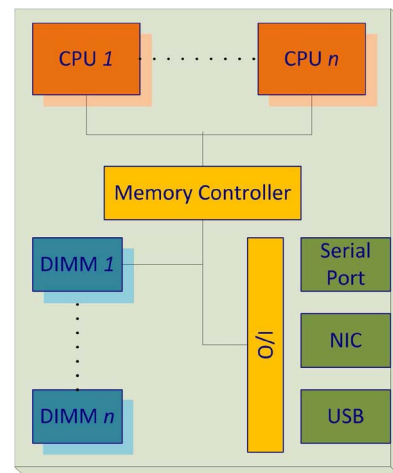 CPU 1
CPU n
Memory Controller
DIMM 1
I/O
Serial
Port
NIC
DIMM n
USB